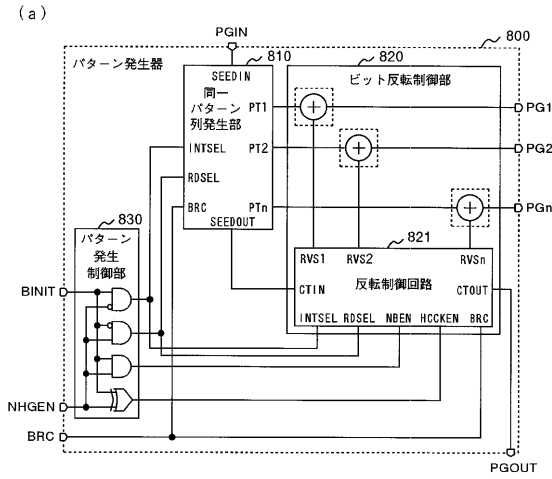 (a)
PGIN
800
パターン発生器
810
820
SEEDIN
同一
パターン
列発生部
ビット反転制御部
PT1
PG1
INTSEL
PT2
PG2
RDSEL
BRC
PTn
PGn
SEEDOUT
830
パターン
発生
制御部
821
RVS1
RVS2
RVSn
反転制御回路
BINIT
CTIN
CTOUT
INTSEL
RDSEL
NBEN
HCCKEN
BRC
NHGEN
BRC
PGOUT